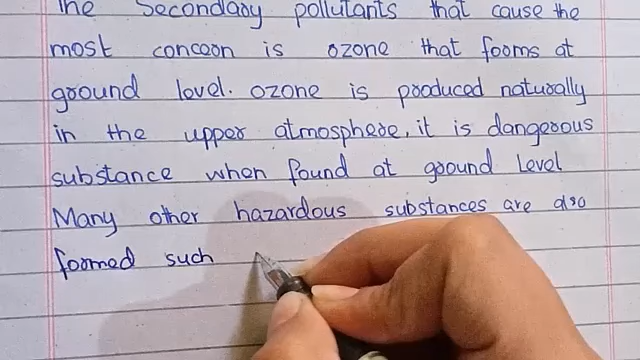 The Secondary pollutants that cause the
most concern is ozone that forms at
ground level. Ozone is produced naturally
in the upper atmosphere, it is dangerous
substance when found at ground level
Many other hazardous substances are also
formed such